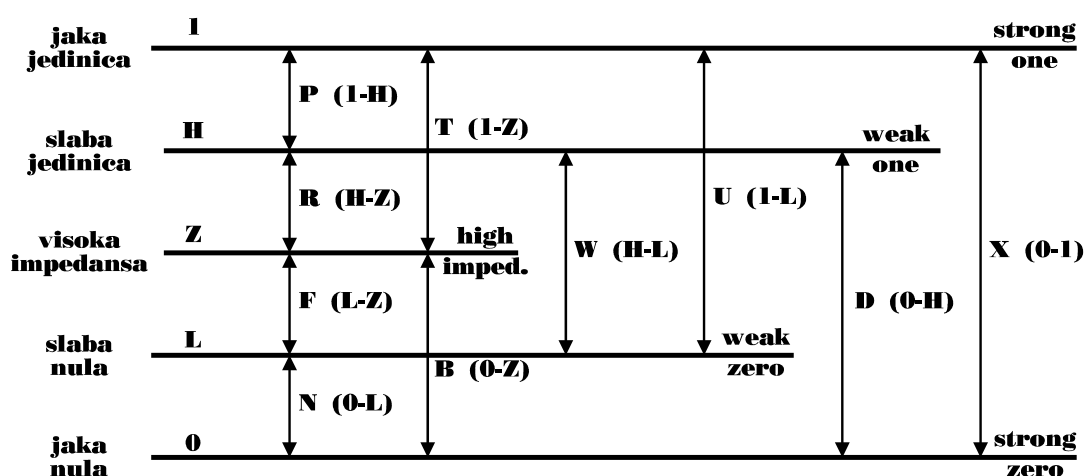 jaka
jedinica
1
strong
one
P (1-H)
T (1-Z)
slaba
jedinica
H
weak
one
R (H-Z)
U (1-L)
visoka
impedansa
Z
high
imped.
W (H-L)
X (0-1)
F (L-Z)
D (0-H)
slaba
nula
L
weak
zero
B (0-Z)
N (0-L)
jaka
nula
0
strong
zero